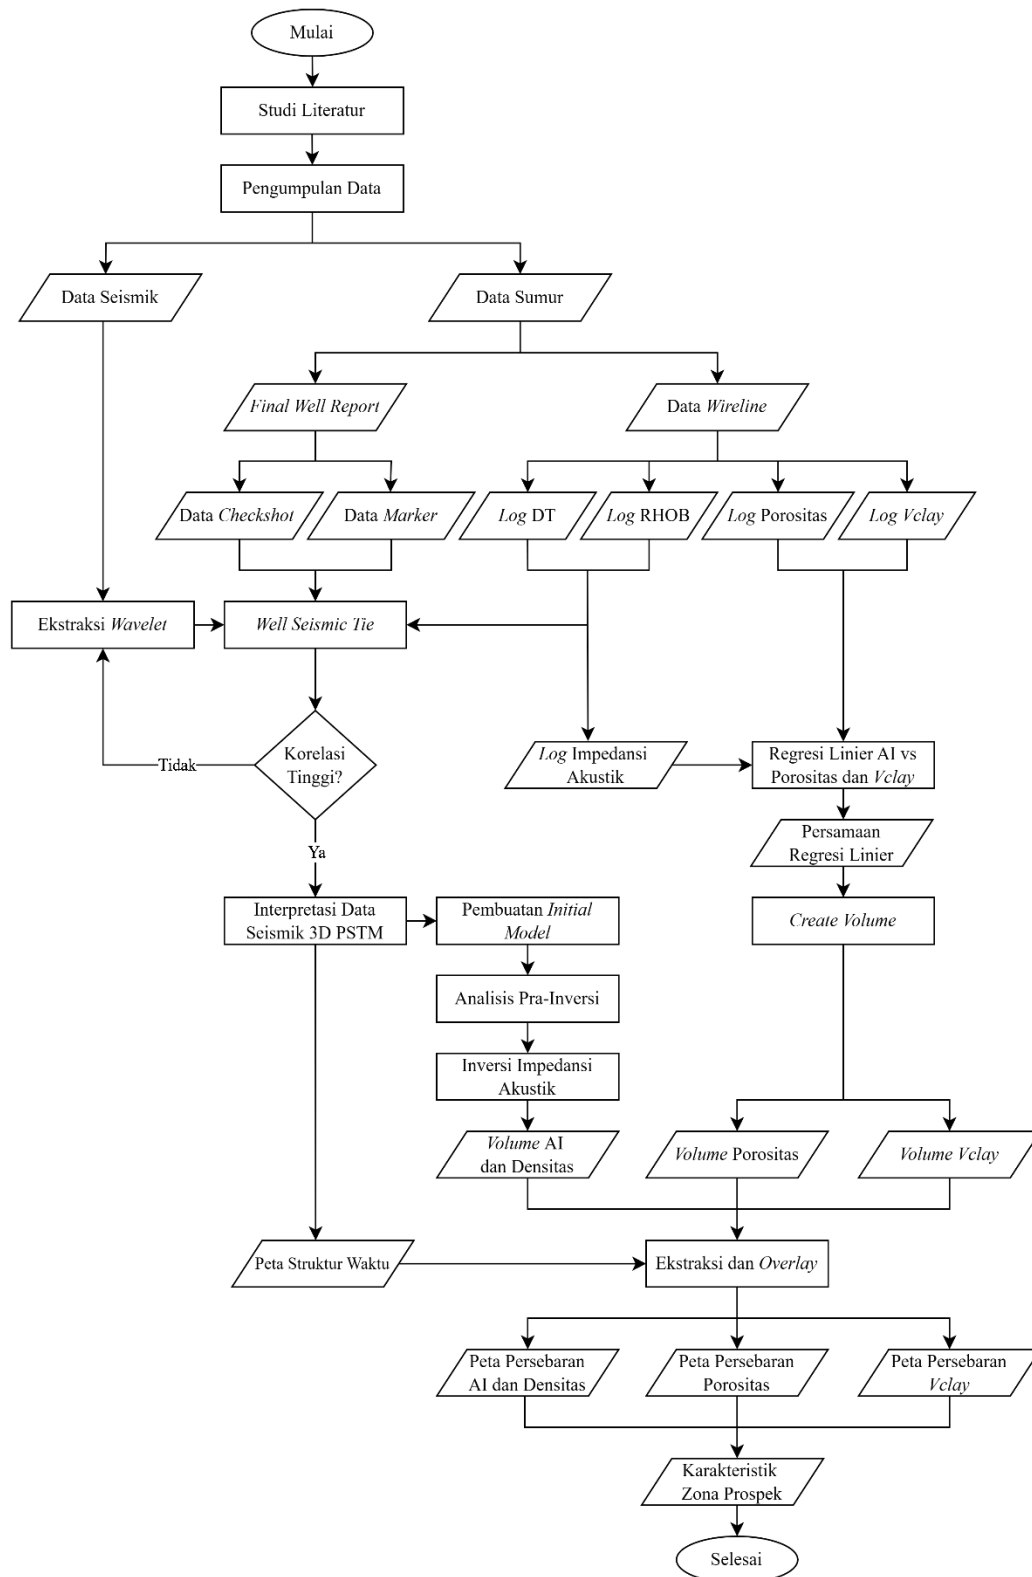 Mulai
Studi Literatur
Pengumpulan Data
Data Seismik
Data Sumur
Final Well Report
Data Wireline
Data Checkshot
Data Marker
Log DT
Log RHOB
Log Porositas
Log Vclay
Ekstraksi Wavelet
Well Seismic Tie
Korelasi
Tinggi?
Tidak
Ya
Log Impedansi
Akustik
Regresi Linier AI vs
Porositas dan Vclay
Persamaan
Regresi Linier
Interpretasi Data
Seismik 3D PSTM
Pembuatan Initial
Model
Create Volume
Analisis Pra-Inversi
Inversi Impedansi
Akustik
Volume AI
dan Densitas
Volume Porositas
Volume Vclay
Peta Struktur Waktu
Ekstraksi dan Overlay
Peta Persebaran
AI dan Densitas
Peta Persebaran
Porositas
Peta Persebaran
Vclay
Karakteristik
Zona Prospek
Selesai